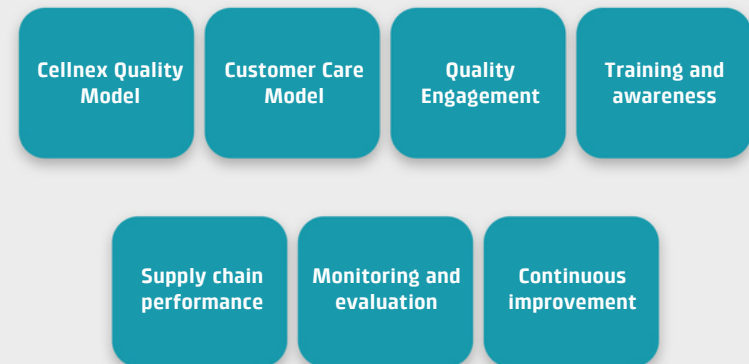 Cellnex Quality
Model
Customer Care
Model
Quality
Engagement
Training and
awareness
Supply chain
performance
Monitoring and
evaluation
Continuous
improvement